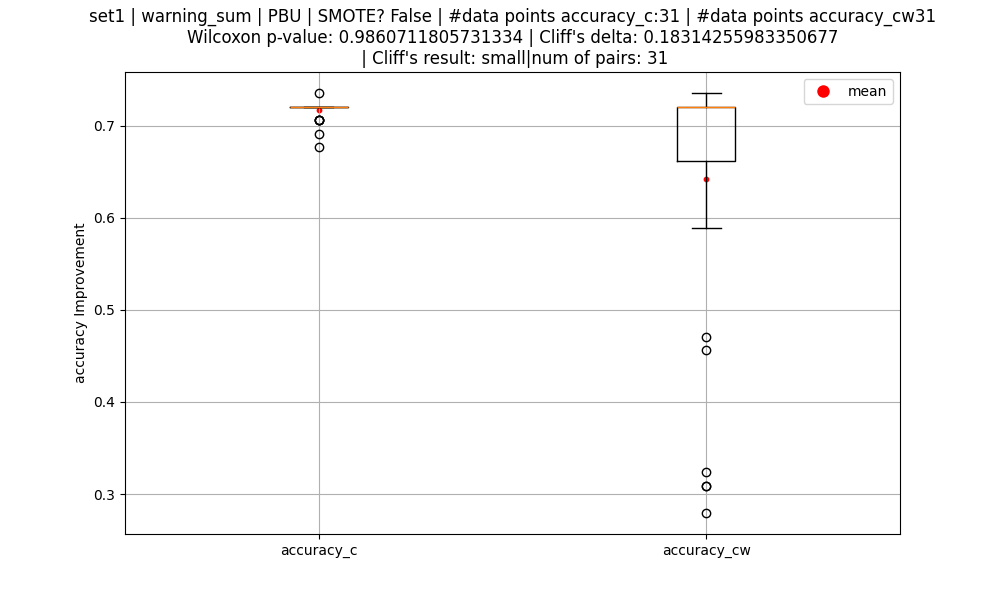 set1 | warning_sum | PBU | SMOTE? False | #data points accuracy_c:31 | #data points accuracy_cw31
Wilcoxon p-value: 0.9860711805731334 | Cliff's delta: 0.18314255983350677
| Cliff's result: small|num of pairs: 31
mean
0.7
0.6
0.5
0.4
0.3
accuracy Improvement
accuracy_c
accuracy_cw